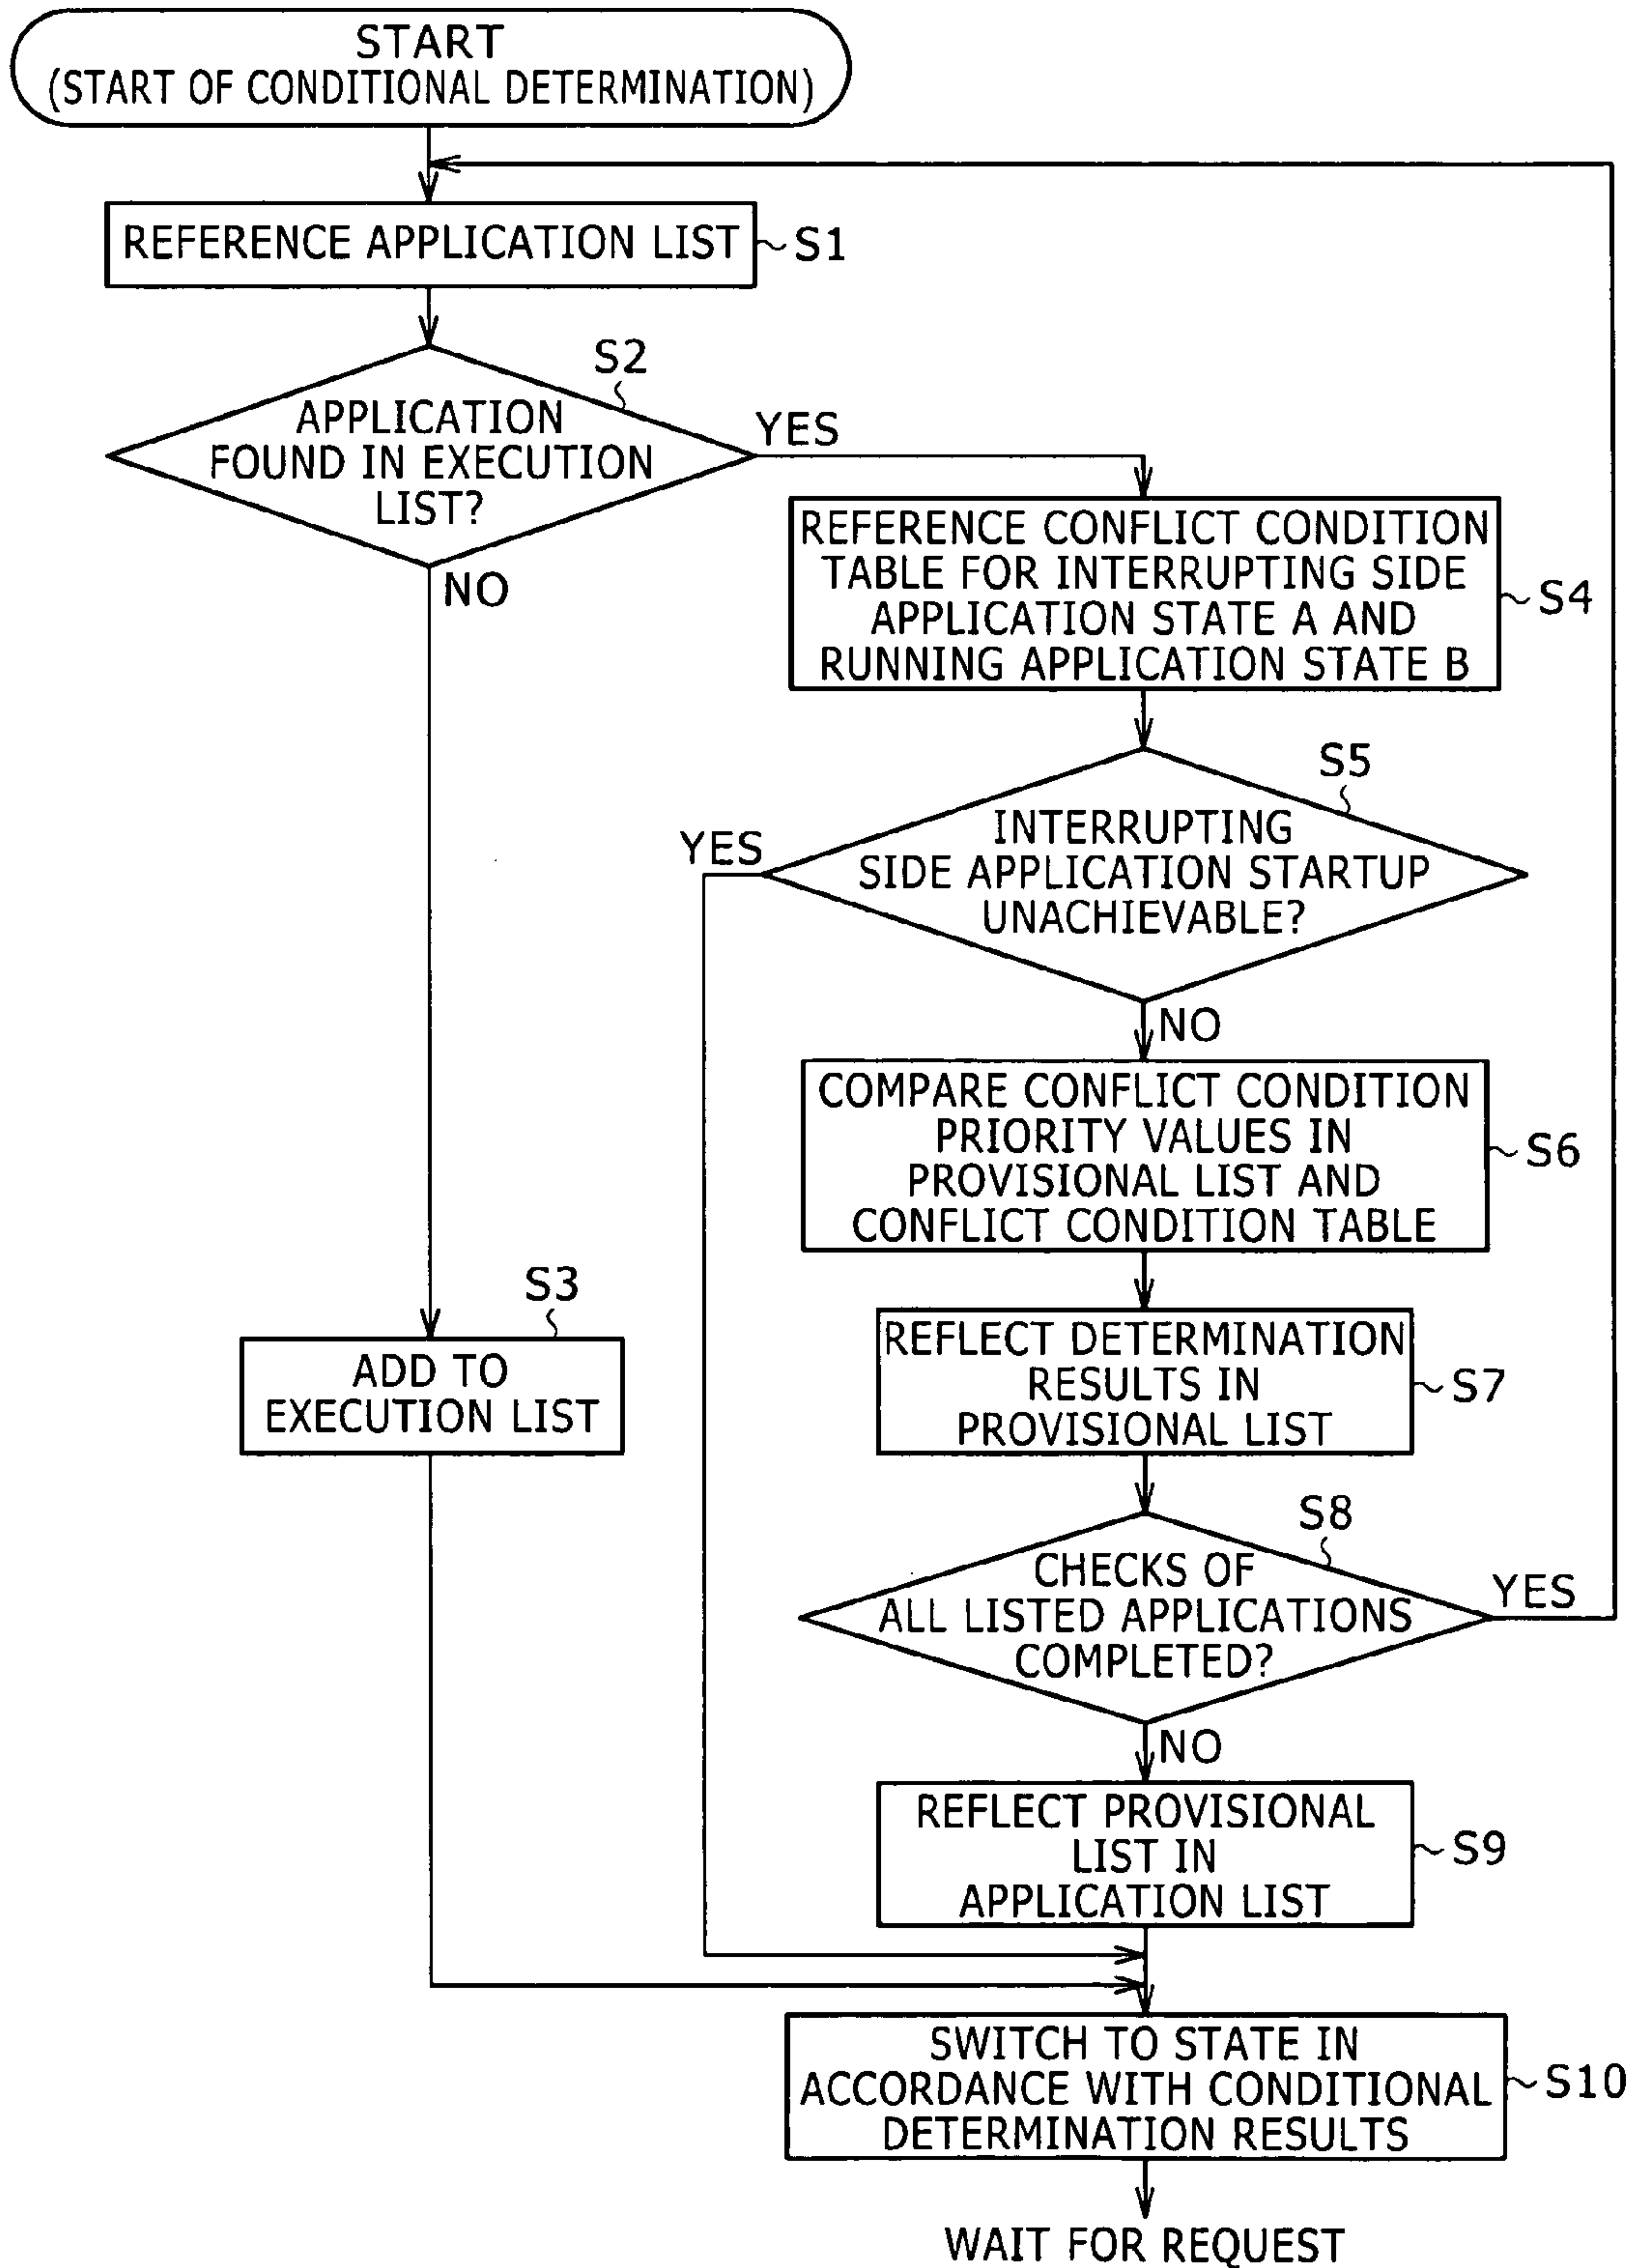 START
(START OF CONDITIONAL DETERMINATION)
REFERENCE APPLICATION LIST
S1
S2
APPLICATION
FOUND IN EXECUTION
LIST?
YES
NO
REFERENCE CONFLICT CONDITION
TABLE FOR INTERRUPTING SIDE
APPLICATION STATE A AND
RUNNING APPLICATION STATE B
S4
S5
INTERRUPTING
SIDE APPLICATION STARTUP
UNACHIEVABLE?
YES
NO
COMPARE CONFLICT CONDITION
PRIORITY VALUES IN
PROVISIONAL LIST AND
CONFLICT CONDITION TABLE
S6
S3
ADD TO
EXECUTION LIST
REFLECT DETERMINATION
RESULTS IN
PROVISIONAL LIST
S7
S8
CHECKS OF
ALL LISTED APPLICATIONS
COMPLETED?
YES
NO
REFLECT PROVISIONAL
LIST IN
APPLICATION LIST
S9
SWITCH TO STATE IN
ACCORDANCE WITH CONDITIONAL
DETERMINATION RESULTS
S10
WAIT FOR REQUEST